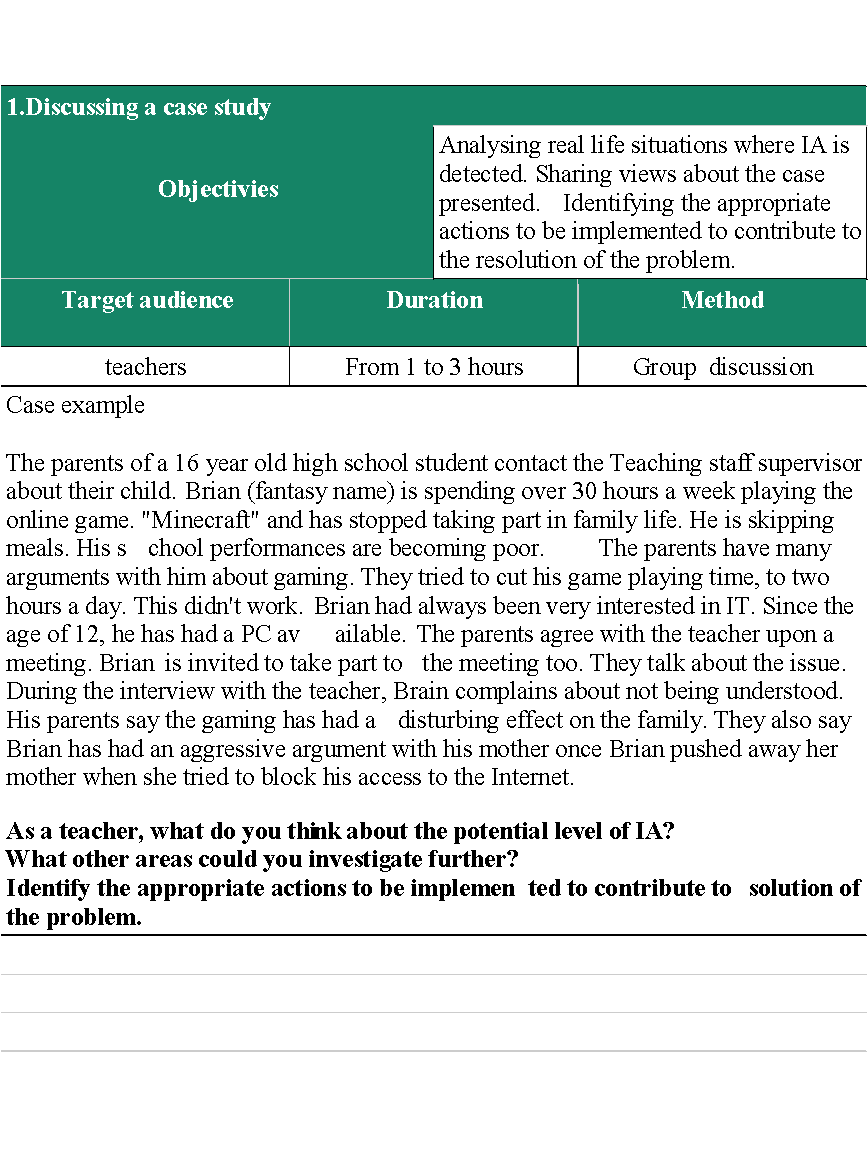 1.Discussing a case study
Objectivies
Analysing real life situations where IA is
detected. Sharing views about the case
presented. Identifying the appropriate
actions to be implemented to contribute to
the resolution of the problem.
Target audience Duration Method
teachers From 1 to 3 hours Group discussion
Case example
The parents of a 16 year old high school student contact the Teaching staff supervisor
about their child. Brian (fantasy name) is spending over 30 hours a week playing the
online game. "Minecraft" and has stopped taking part in family life. He is skipping
meals. His s chool performances are becoming poor. The parents have many
arguments with him about gaming. They tried to cut his game playing time, to two
hours a day. This didn't work. Brian had always been very interested in IT. Since the
age of 12, he has had a PC av ailable. The parents agree with the teacher upon a
meeting. Brian is invited to take part to the meeting too. They talk about the issue.
During the interview with the teacher, Brain complains about not being understood.
His parents say the gaming has had a disturbing effect on the family. They also say
Brian has had an aggressive argument with his mother once Brian pushed away her
mother when she tried to block his access to the Internet.
As a teacher, what do you think about the potential level of IA?
What other areas could you investigate further?
Identify the appropriate actions to be implemen ted to contribute to solution of
the problem.